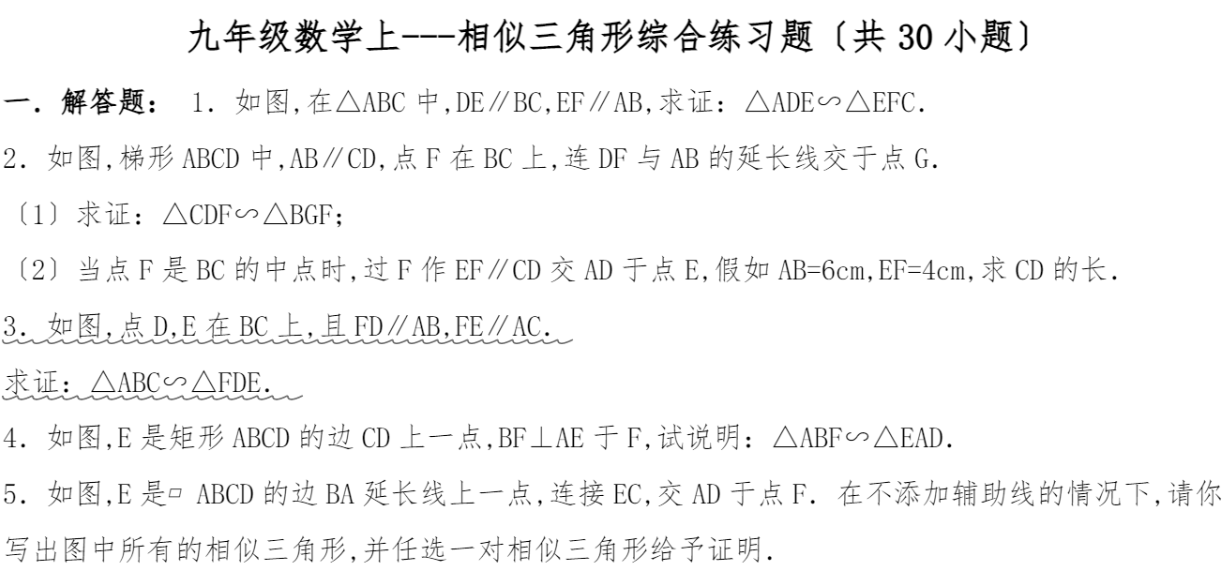 九年级数学上---相似三角形综合练习题〔共 30 小题〕
一．解答题： 1．如图,在△ABC 中,DE∥BC,EF∥AB,求证：△ADE∽△EFC.
2．如图,梯形 ABCD 中,AB∥CD,点 F 在 BC 上,连 DF 与 AB 的延长线交于点 G.
〔1〕求证：△CDF∽△BGF;
〔2〕当点 F 是 BC 的中点时,过 F 作 EF∥CD 交 AD 于点 E,假如 AB=6cm,EF=4cm,求 CD 的长.
3．如图,点 D,E 在 BC 上,且 FD∥AB,FE∥AC.
求证：△ABC∽△FDE.
4．如图,E 是矩形 ABCD 的边 CD 上一点,BF⊥AE 于 F,试说明：△ABF∽△EAD.
5．如图,E 是▱ ABCD 的边 BA 延长线上一点,连接 EC,交 AD 于点 F．在不添加辅助线的情况下,请你
写出图中所有的相似三角形,并任选一对相似三角形给予证明.